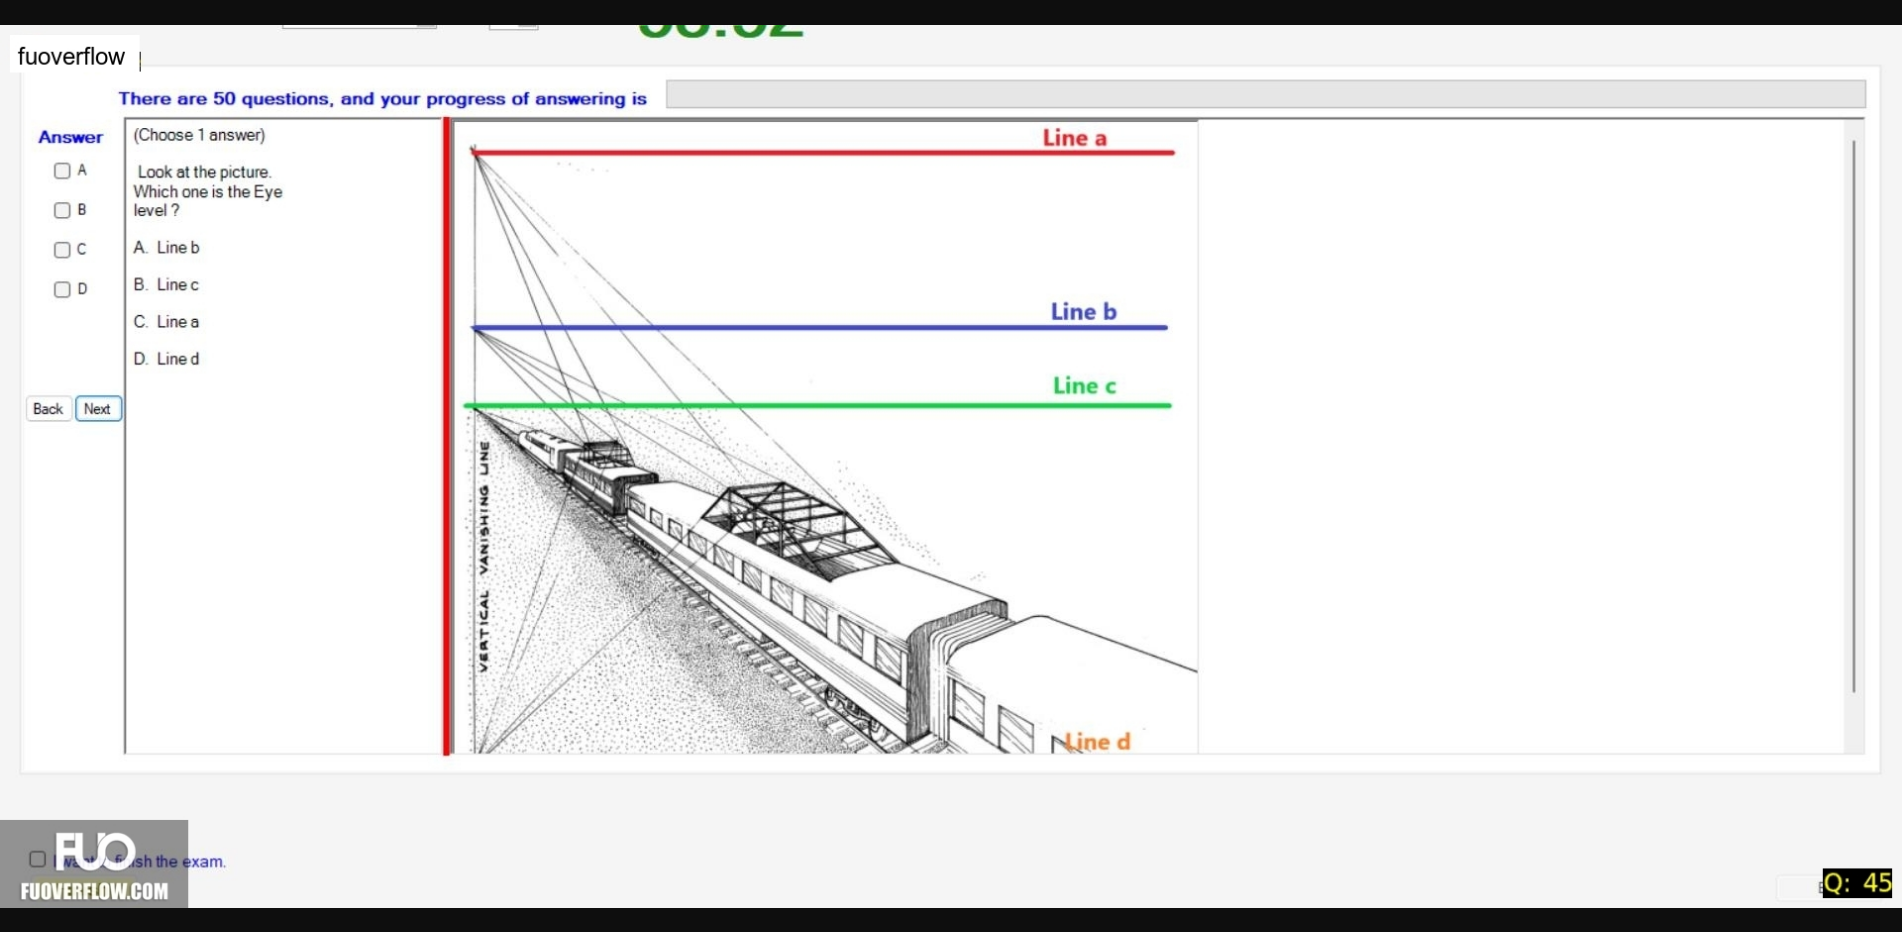 fuoverflow
There are 50 questions, and your progress of answering is
Answer
A
B
C
D
Back
Next
(Choose 1 answer)
Look at the picture.
Which one is the Eye
level ?
A. Line b
B. Line c
C. Line a
D. Line d
Line a
Line b
Line c
VERTICAL VANISHING LINE
Line d
FUO
finish the exam.
FUOVERFLOW.COM
Q: 45